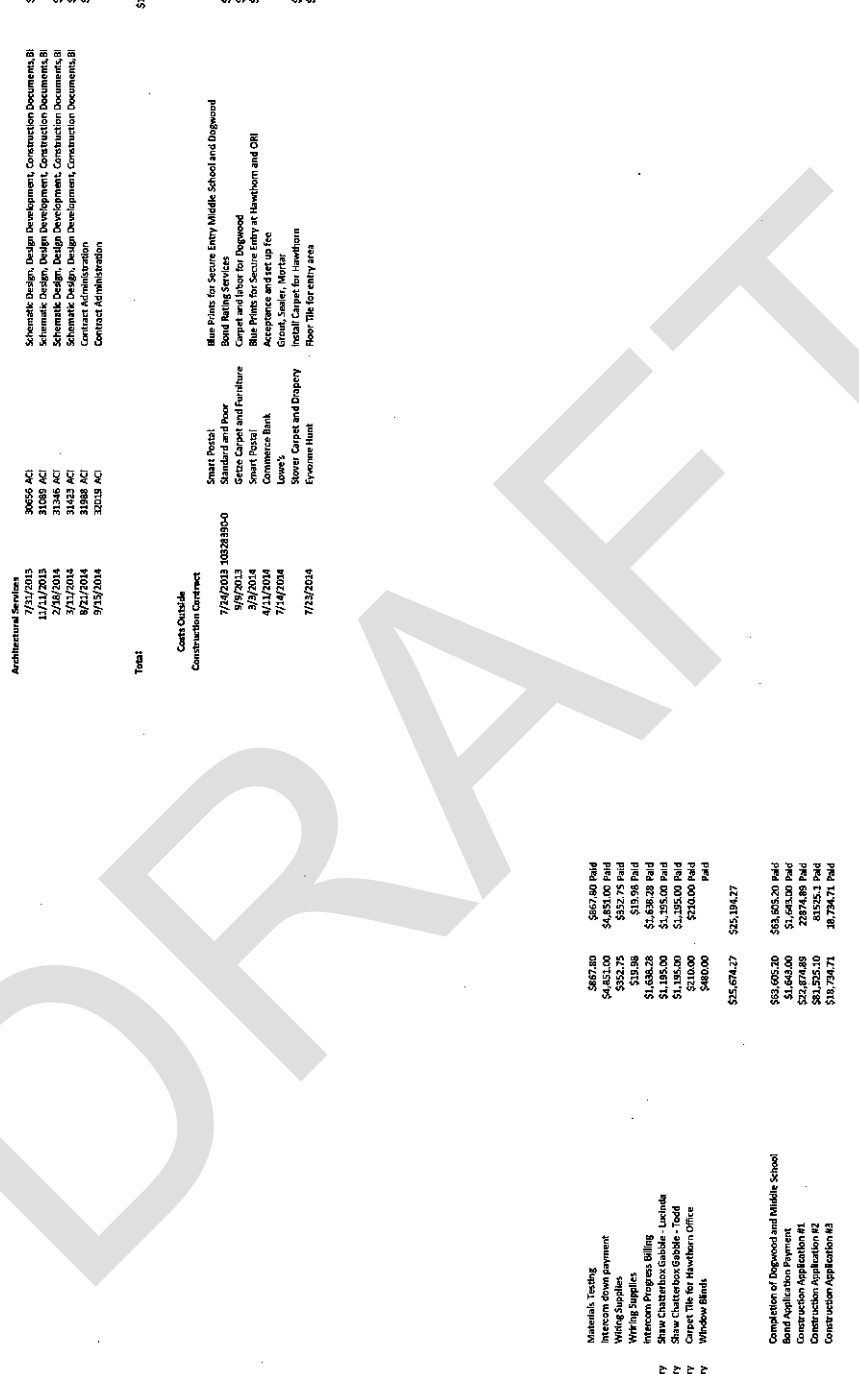 Architectural Services
7/31/2013 30656 ACI Schematic Design, Design Development, Construction Documents, Bi
11/11/2013 31089 ACI Schematic Design, Design Development, Construction Documents, Bi
2/18/2014 31346 ACI Schematic Design, Design Development, Construction Documents, Bi
3/11/2014 31423 ACI Schematic Design, Design Development, Construction Documents, Bi
8/21/2014 31988 ACI Contract Administration
9/15/2014 32019 ACI Contract Administration
Total $1
Costs Outside
Construction Contract
Smart Postal Blue Prints for Secure Entry Middle School and Dogwood
7/24/2013 10328390-0 Standard and Poor Bond Rating Services
9/9/2013 Getze Carpet and Furniture Carpet and labor for Dogwood
3/3/2014 Smart Postal Blue Prints for Secure Entry at Hawthorn and ORI
4/11/2014 Commerce Bank Acceptance and set up fee
7/14/2014 Lowe's Grout, Sealer, Mortar
Stover Carpet and Drapery Install Carpet for Hawthorn
7/23/2014 Eyvonne Hunt Floor Tile for entry area
Materials Testing $867.80 $867.80 Paid
Intercom down payment $4,851.00 $4,851.00 Paid
Wiring Supplies $352.75 $352.75 Paid
Wriring Supplies $19.98 $19.98 Paid
Intercom Progress Billing $1,638.28 $1,638.28 Paid
ry Shaw Chatterbox Gabble - Lucinda $1,195.00 $1,195.00 Paid
ry Shaw Chatterbox Gabble - Todd $1,195.00 $1,195.00 Paid
ry Carpet Tile for Hawthorn Office $210.00 $210.00 Paid
ry Window Blinds $480.00 Paid
$25,674.27 $25,194.27
Completion of Dogwood and Middle School $63,605.20 $63,605.20 Paid
Bond Application Payment $1,643.00 $1,643.00 Paid
Construction Application #1 $22,874.89 22874.89 Paid
Construction Application #2 $81,525.10 81525.1 Paid
Construction Application #3 $18,734.71 18,734.71 Paid
DRAFT